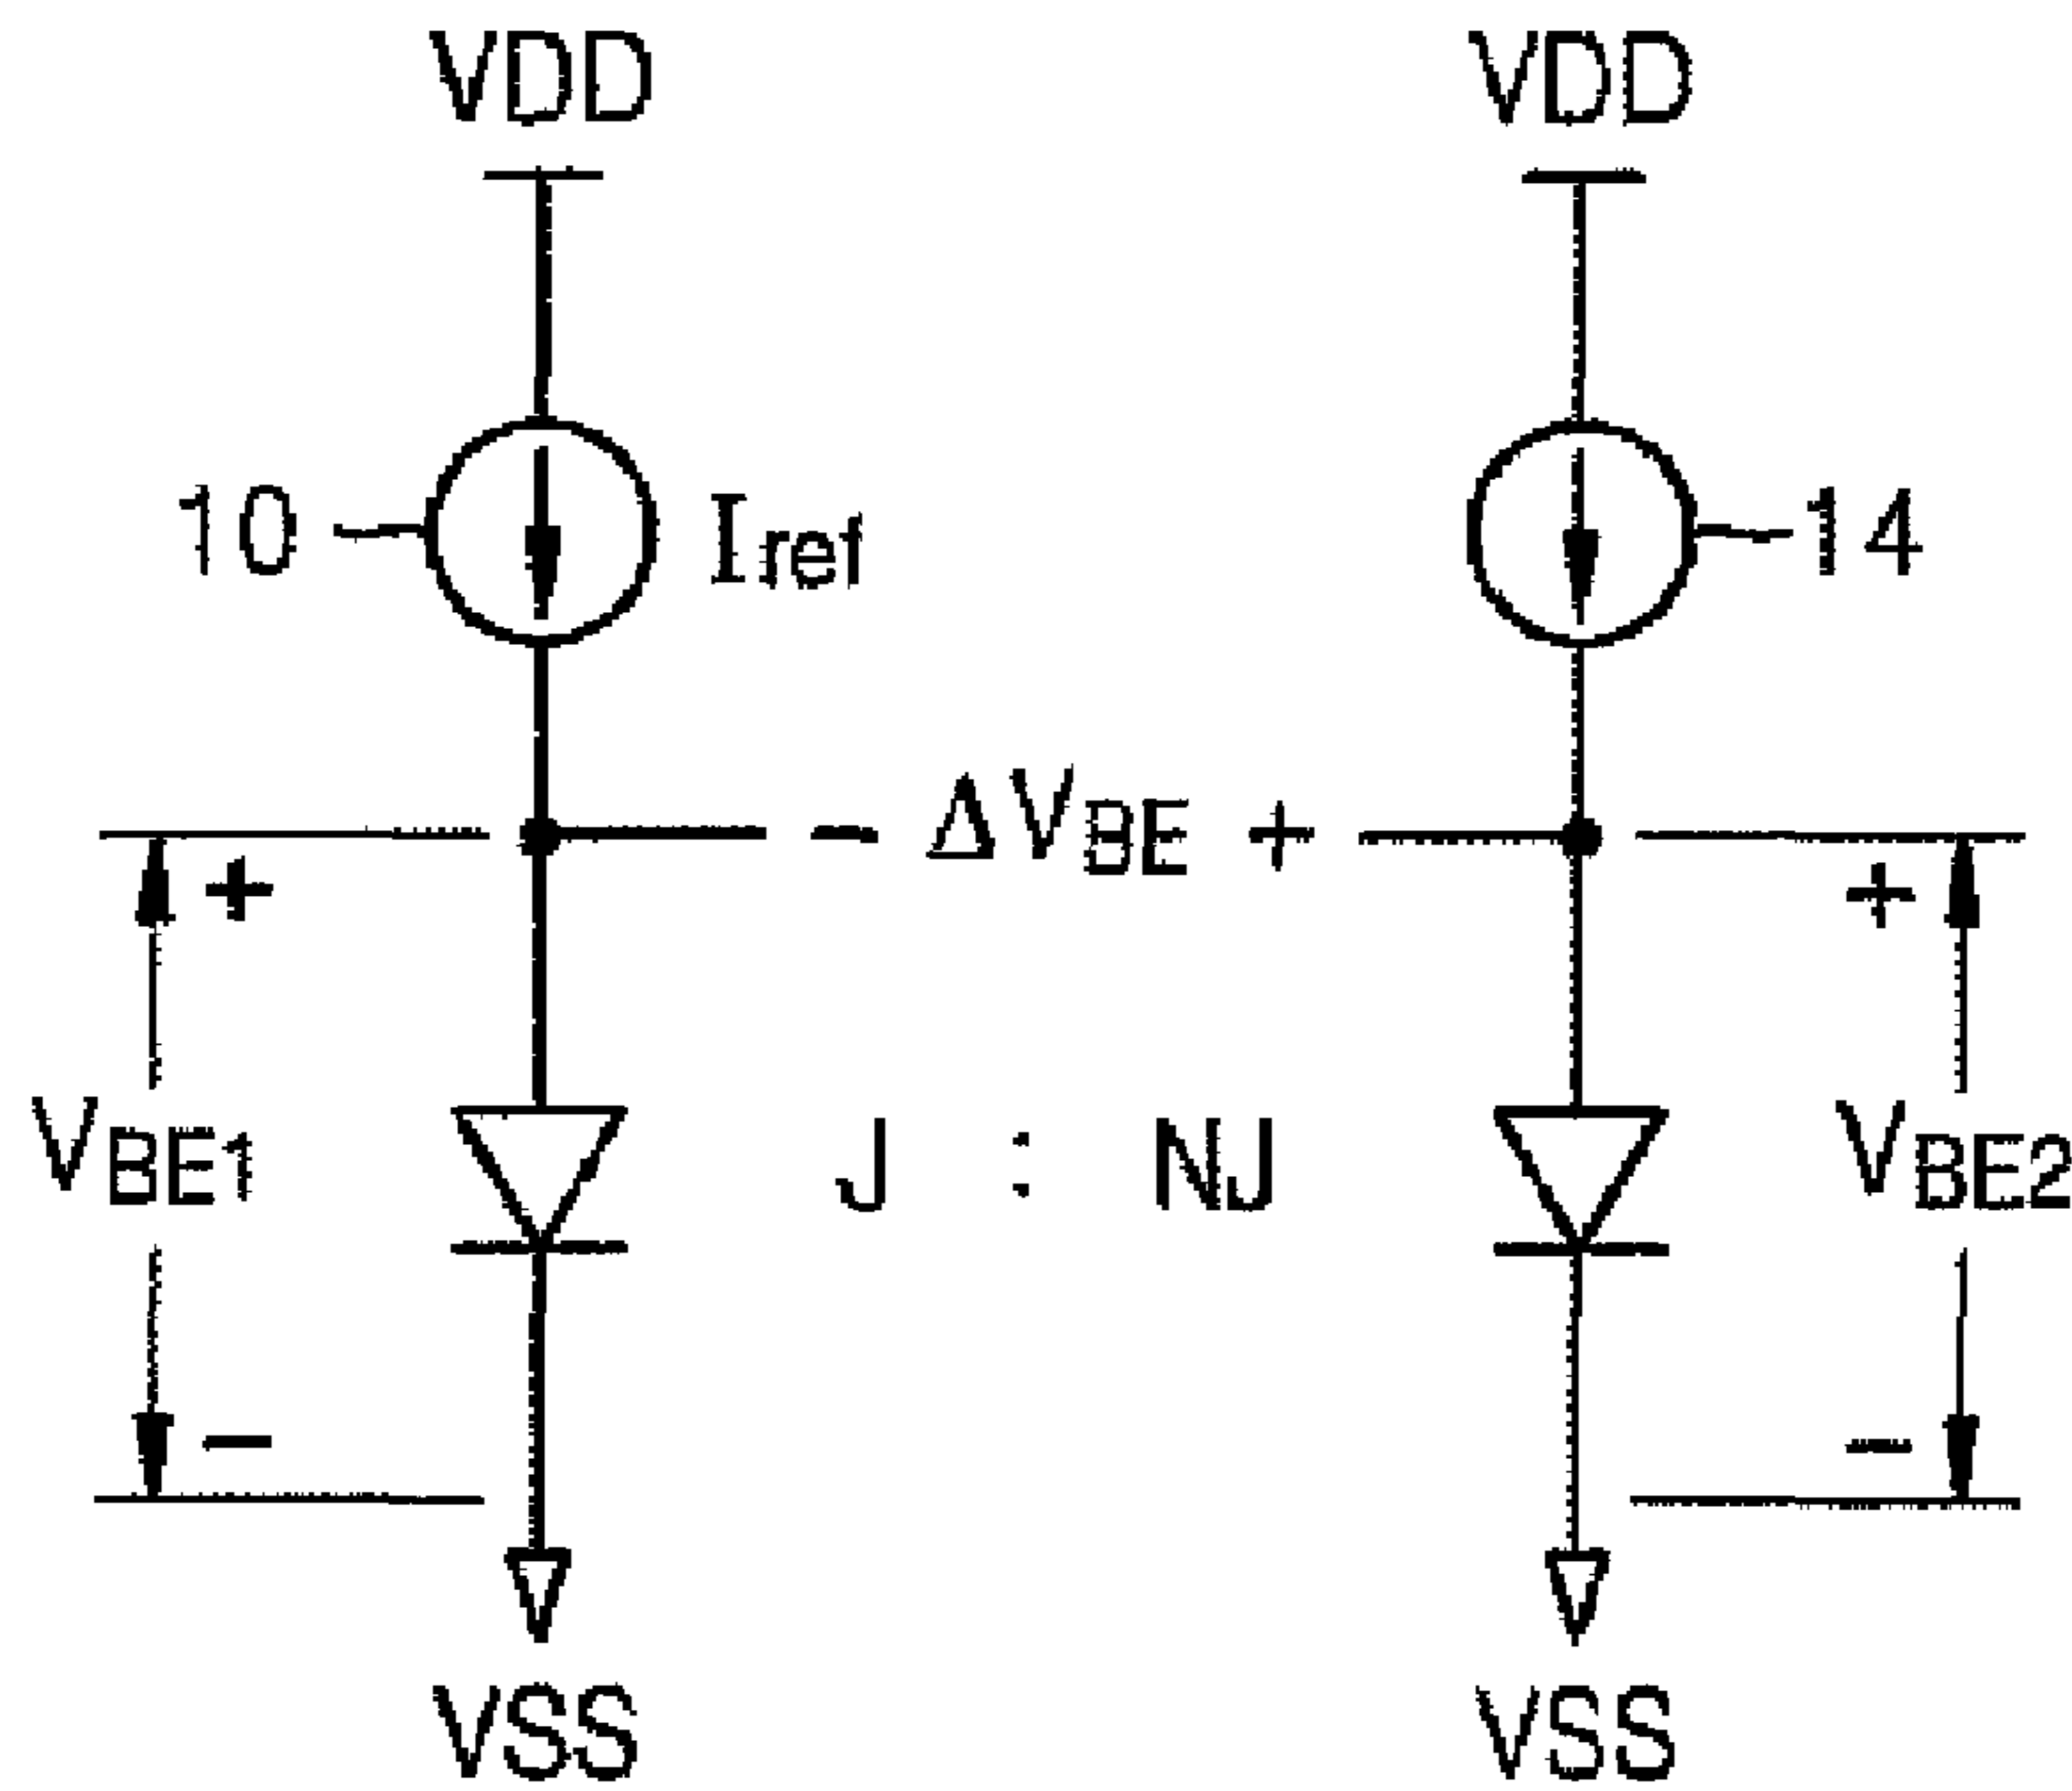 VDD VDD
10 Iref 14
- ΔVBE +
+ +
VBE1 J : NJ VBE2
- -
VSS VSS